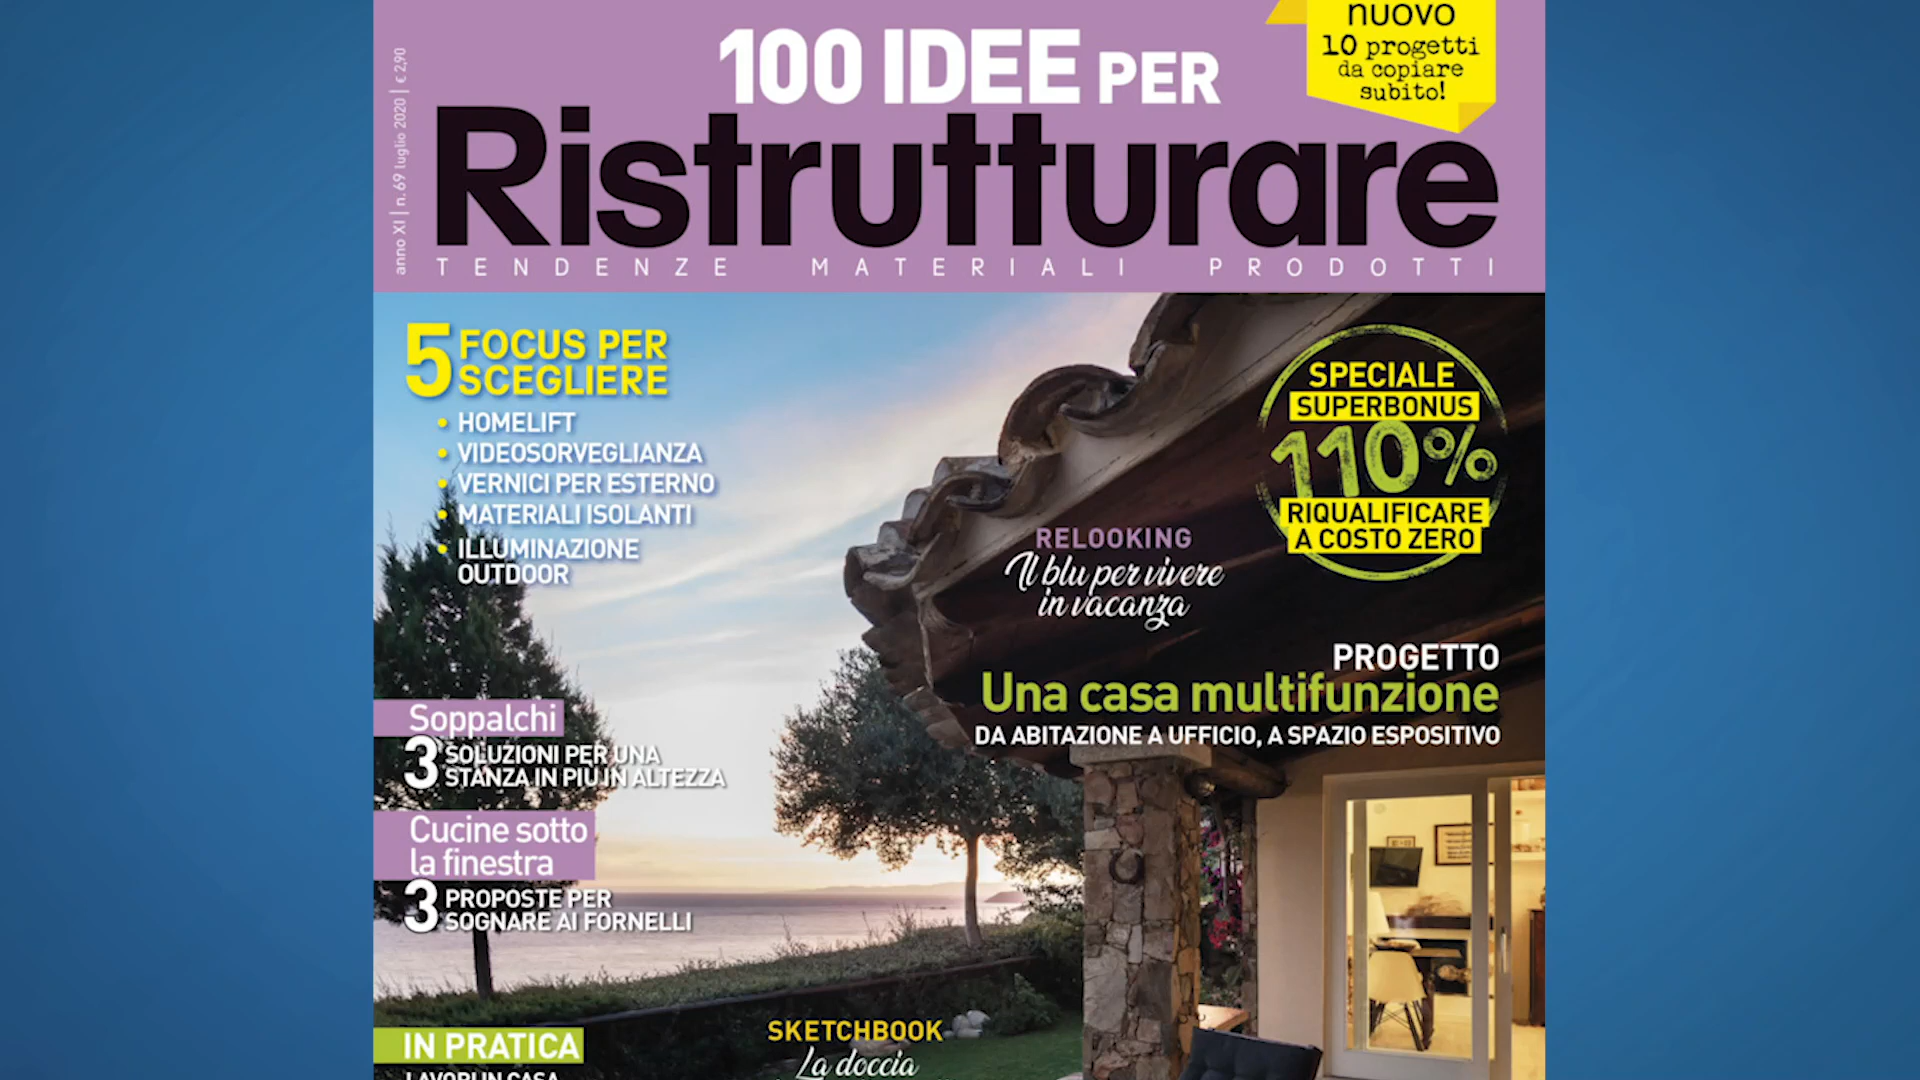 anno XI | n.69 luglio 2020 | € 2,90
100 IDEE PER
Ristrutturare
TENDENZE MATERIALI PRODOTTI
NUOVO
10 progetti
da copiare
subito!
5 FOCUS PER
SCEGLIERE
• HOMELIFT
• VIDEOSORVEGLIANZA
• VERNICI PER ESTERNO
• MATERIALI ISOLANTI
• ILLUMINAZIONE
OUTDOOR
SPECIALE
SUPERBONUS
110%
RIQUALIFICARE
A COSTO ZERO
RELOOKING
Il blu per vivere
in vacanza
PROGETTO
Una casa multifunzione
DA ABITAZIONE A UFFICIO, A SPAZIO ESPOSITIVO
Soppalchi
3 SOLUZIONI PER UNA
STANZA IN PIÙ IN ALTEZZA
Cucine sotto
la finestra
3 PROPOSTE PER
SOGNARE AI FORNELLI
IN PRATICA
LAVORI IN CASA
SKETCHBOOK
La doccia